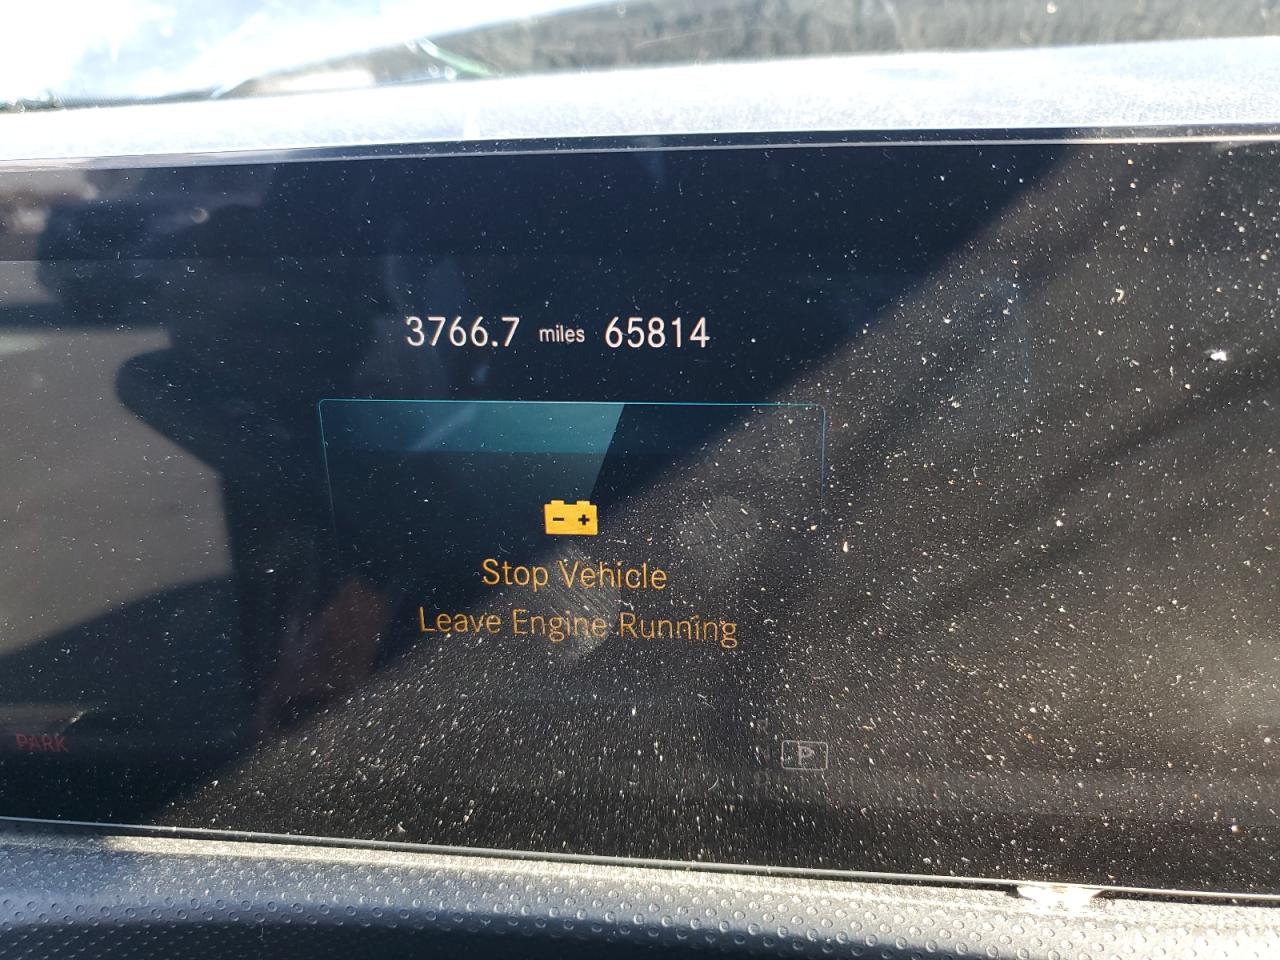 3766.7 miles 65814
- +
Stop Vehicle
Leave Engine Running
PARK
R
N P
D